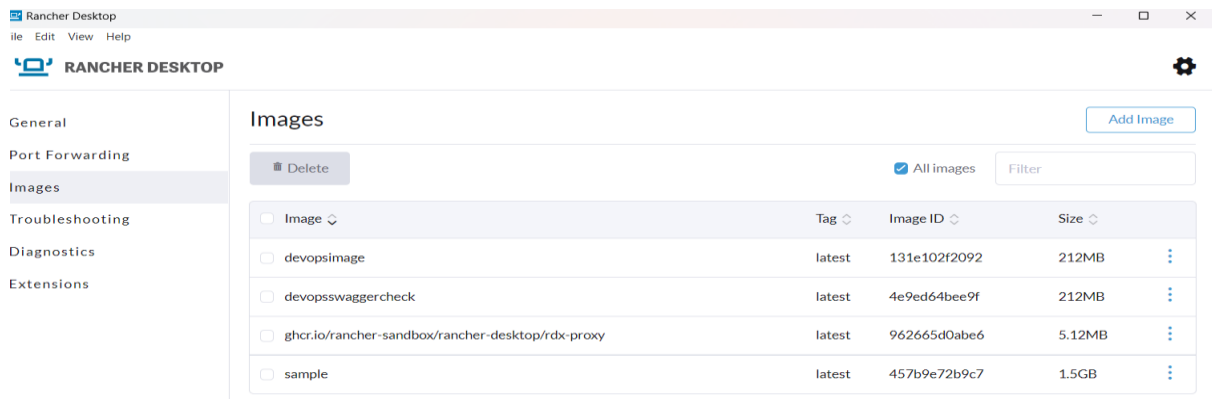 Rancher Desktop
ile Edit View Help
RANCHER DESKTOP
General
Port Forwarding
Images
Troubleshooting
Diagnostics
Extensions
Images
Add Image
Delete
All images
Filter
Image Tag Image ID Size
devopsimage latest 131e102f2092 212MB
devopsswaggercheck latest 4e9ed64bee9f 212MB
ghcr.io/rancher-sandbox/rancher-desktop/rdx-proxy latest 962665d0abe6 5.12MB
sample latest 457b9e72b9c7 1.5GB